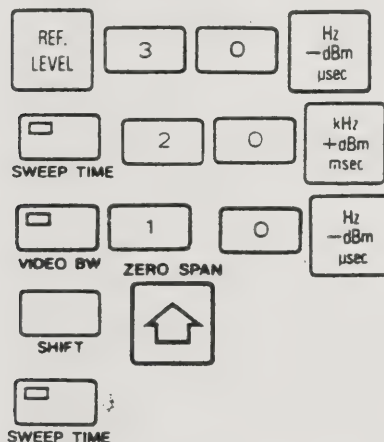 REF. LEVEL 3 0 Hz −dBm μsec
SWEEP TIME 2 0 kHz +dBm msec
VIDEO BW 1 0 Hz −dBm μsec
ZERO SPAN
SHIFT
SWEEP TIME